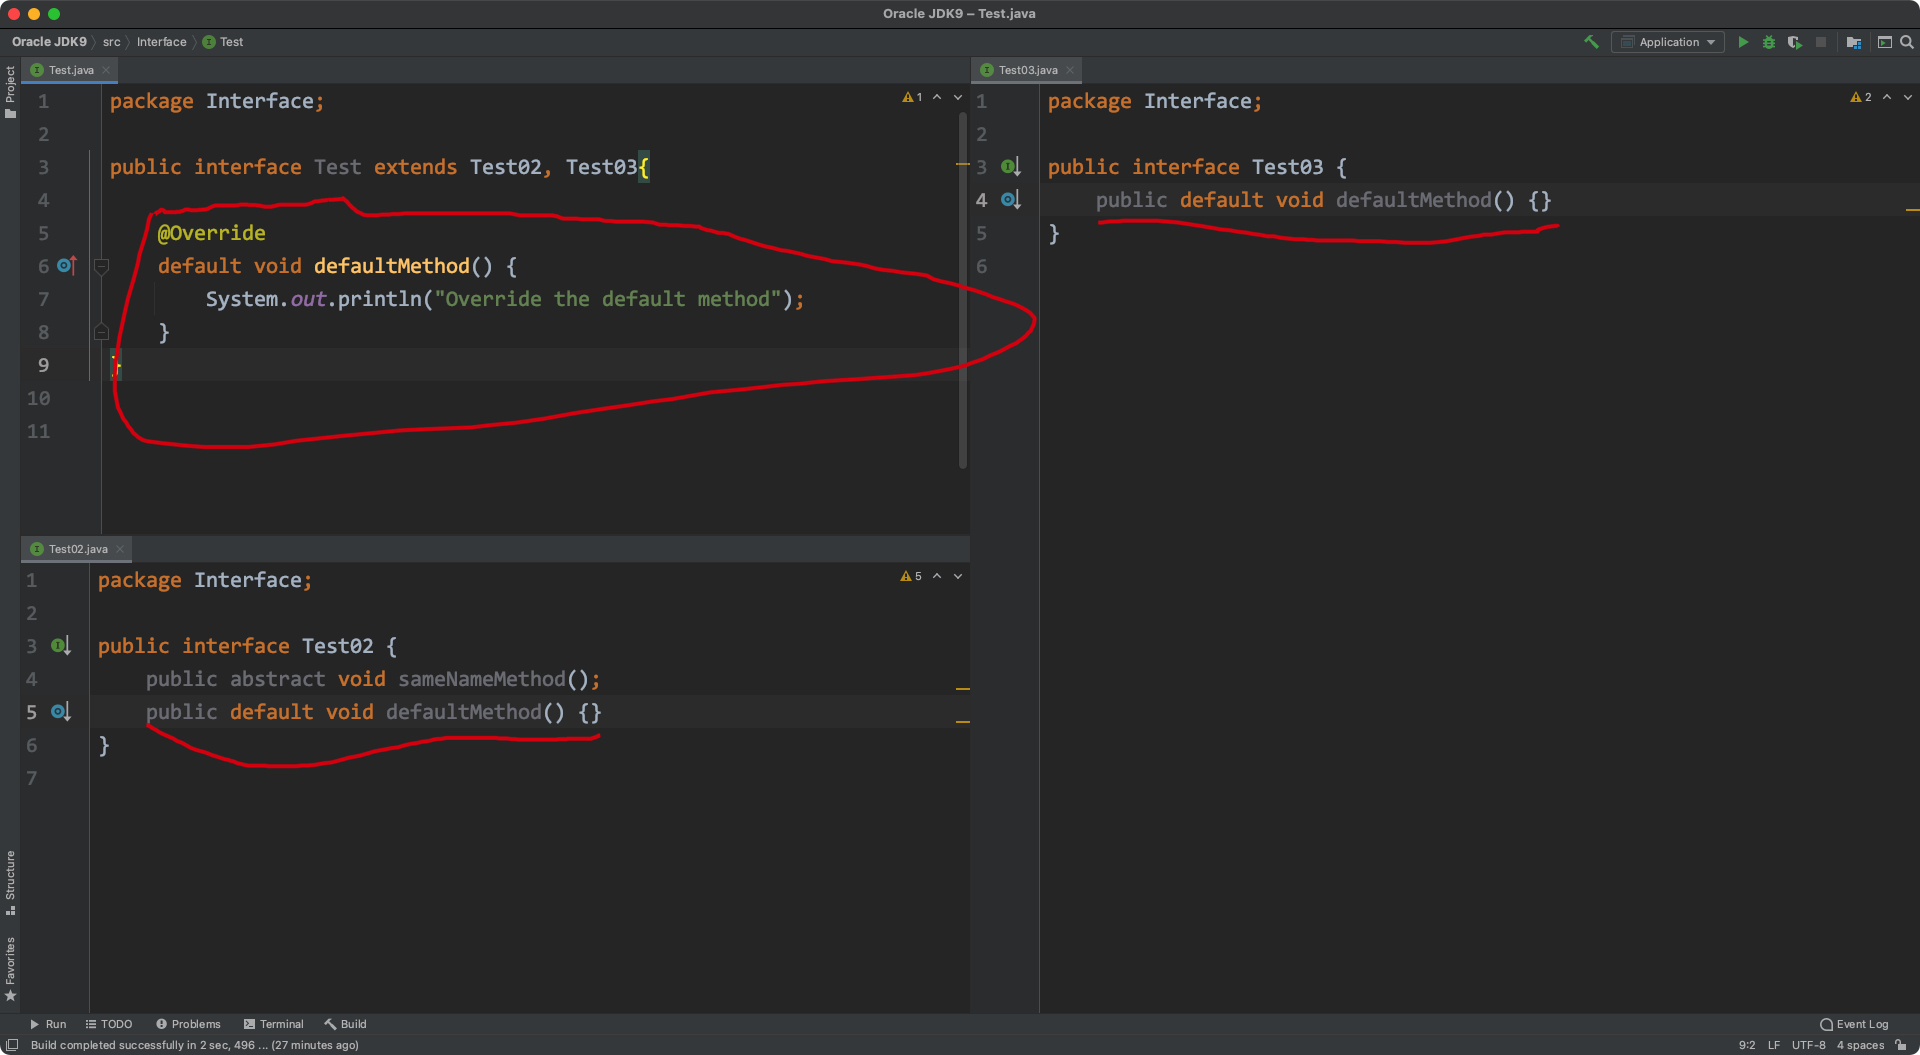 Oracle JDK9 – Test.java
Oracle JDK9 src Interface Test
Application
Project
Test.java
1 package Interface;
2
3 public interface Test extends Test02, Test03{
4
5 @Override
6 default void defaultMethod() {
7 System.out.println("Override the default method");
8 }
9 }
10
11
1
Test02.java
1 package Interface;
2
3 public interface Test02 {
4 public abstract void sameNameMethod();
5 public default void defaultMethod() {}
6 }
7
5
Test03.java
1 package Interface;
2
3 public interface Test03 {
4 public default void defaultMethod() {}
5 }
6
2
Structure
Favorites
Run TODO Problems Terminal Build Event Log
Build completed successfully in 2 sec, 496 ... (27 minutes ago) 9:2 LF UTF-8 4 spaces